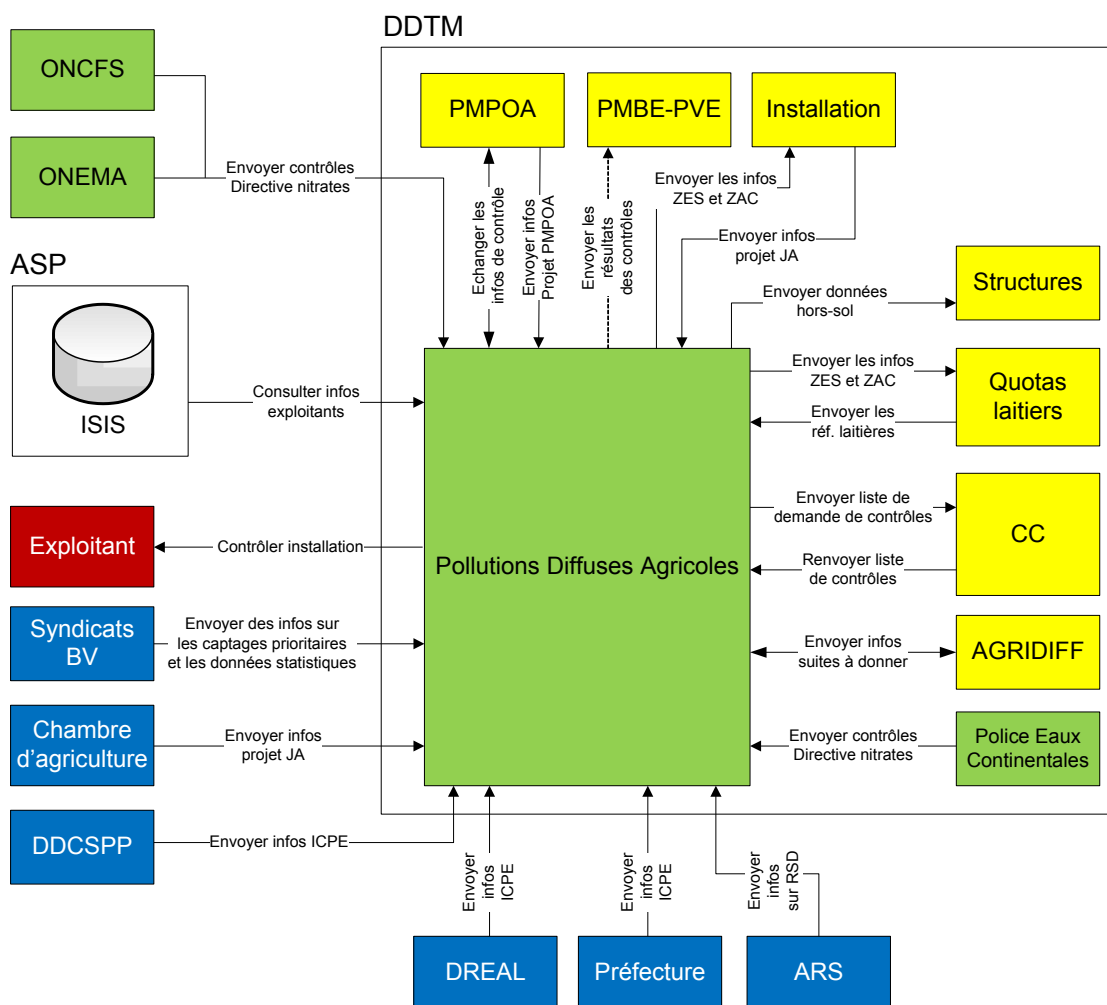 DDTM
ONCFS
ONEMA
Envoyer contrôles
Directive nitrates
PMPOA
PMBE-PVE
Installation
Echanger les
infos de contrôle
Envoyer infos
Projet PMPOA
Envoyer les
résultats
des contrôles
Envoyer les infos
ZES et ZAC
Envoyer infos
projet JA
ASP
ISIS
Consulter infos
exploitants
Envoyer données
hors-sol
Structures
Envoyer les infos
ZES et ZAC
Envoyer les
réf. laitières
Quotas
laitiers
Pollutions Diffuses Agricoles
Exploitant
Contrôler installation
Envoyer liste de
demande de contrôles
Renvoyer liste
de contrôles
CC
Syndicats
BV
Envoyer des infos sur
les captages prioritaires
et les données statistiques
Envoyer infos
suites à donner
AGRIDIFF
Chambre
d'agriculture
Envoyer infos
projet JA
Envoyer contrôles
Directive nitrates
Police Eaux
Continentales
DDCSPP
Envoyer infos ICPE
Envoyer
infos
ICPE
Envoyer
infos
ICPE
Envoyer
infos
sur RSD
DREAL
Préfecture
ARS